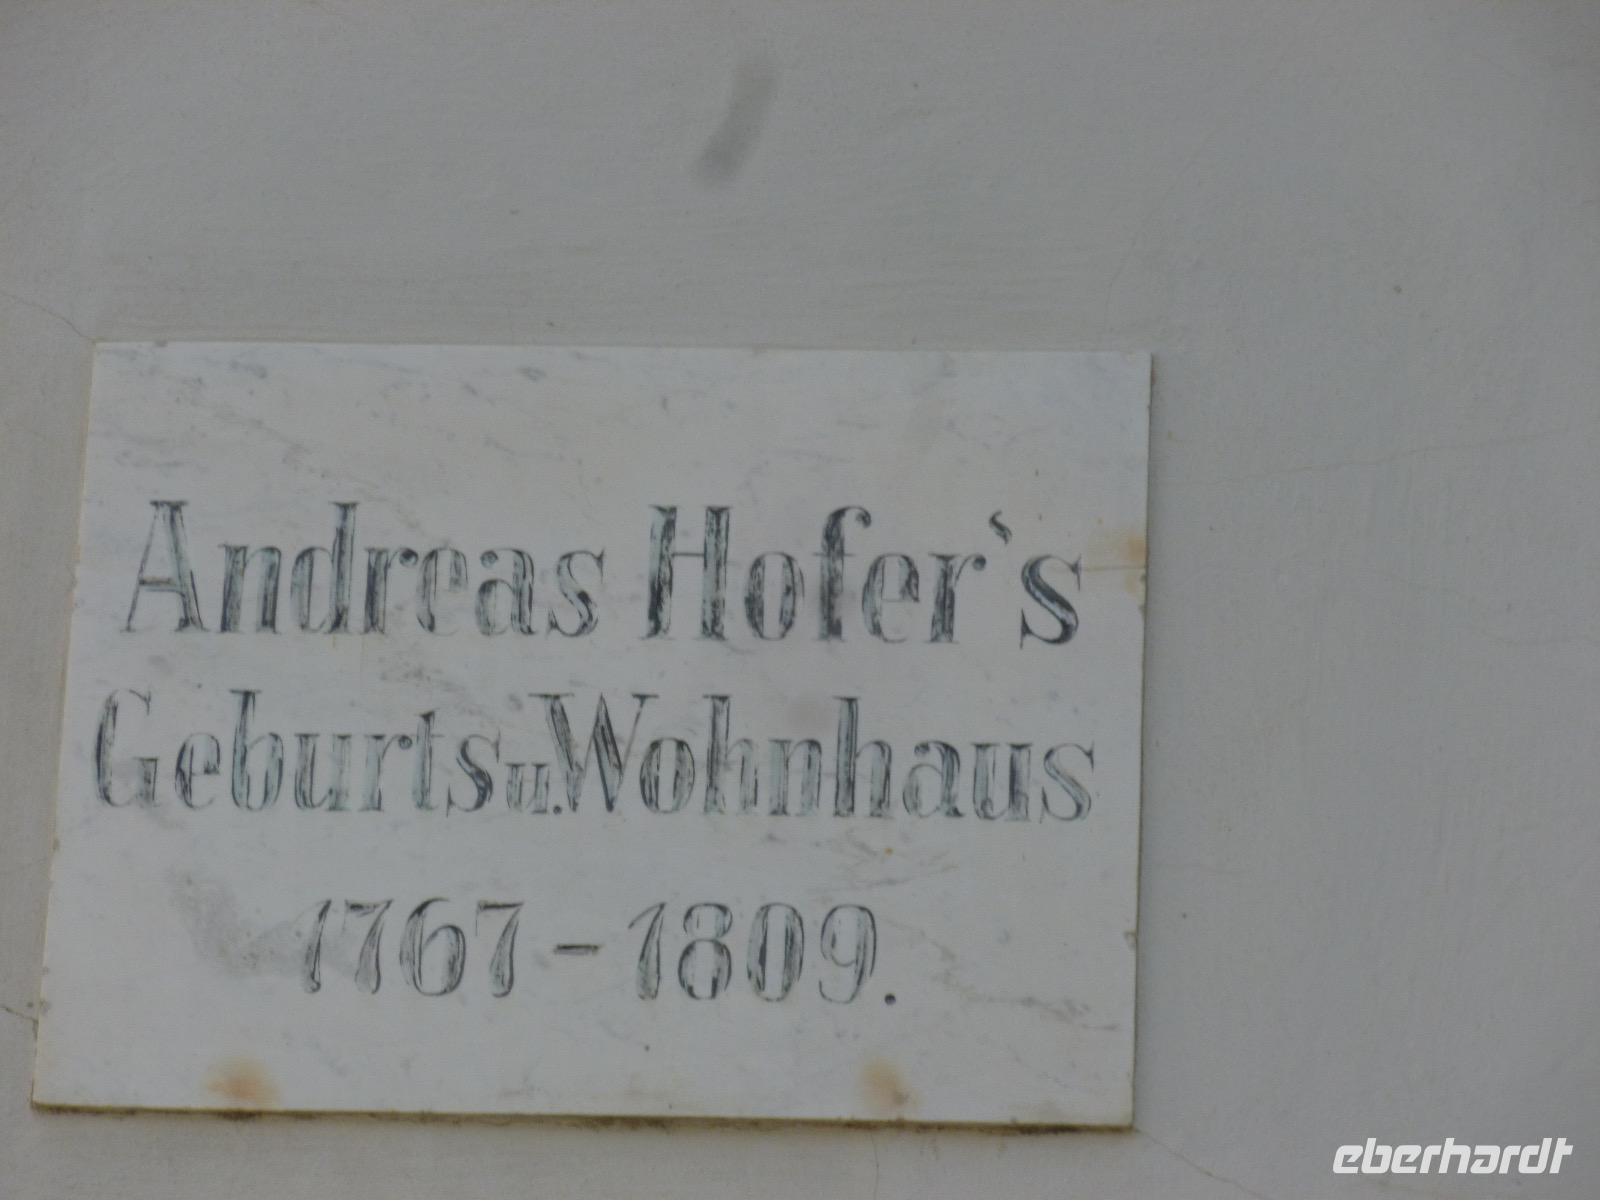 Andreas Hofer`s
Geburts u. Wohnhaus
1767 - 1809.
eberhardt